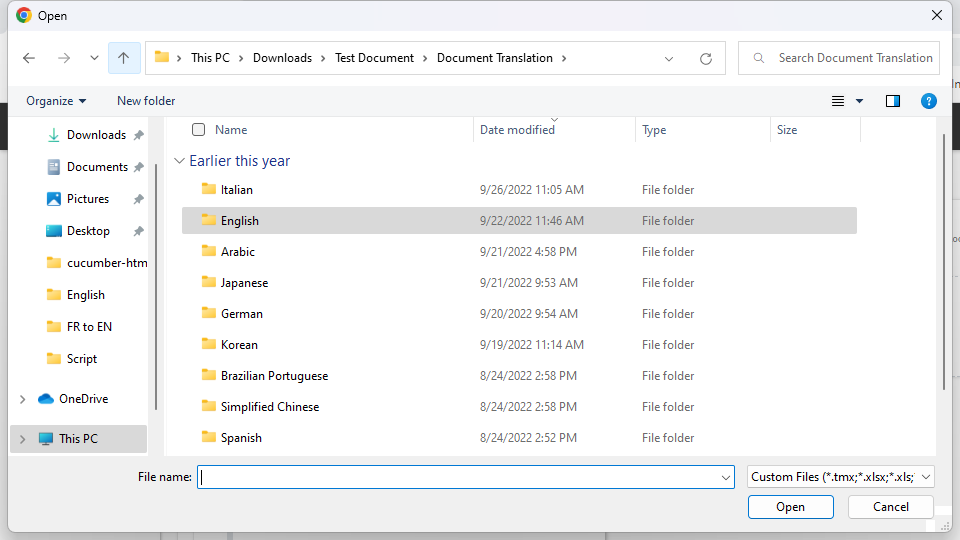 Open
This PC > Downloads > Test Document > Document Translation >
Search Document Translation
Organize
New folder
Name
Date modified
Type
Size
Downloads
Documents
Pictures
Desktop
cucumber-htm
English
FR to EN
Script
OneDrive
This PC
Earlier this year
Italian 9/26/2022 11:05 AM File folder
English 9/22/2022 11:46 AM File folder
Arabic 9/21/2022 4:58 PM File folder
Japanese 9/21/2022 9:53 AM File folder
German 9/20/2022 9:54 AM File folder
Korean 9/19/2022 11:14 AM File folder
Brazilian Portuguese 8/24/2022 2:58 PM File folder
Simplified Chinese 8/24/2022 2:58 PM File folder
Spanish 8/24/2022 2:52 PM File folder
File name:
Custom Files (*.tmx;*.xlsx;*.xls;
Open
Cancel